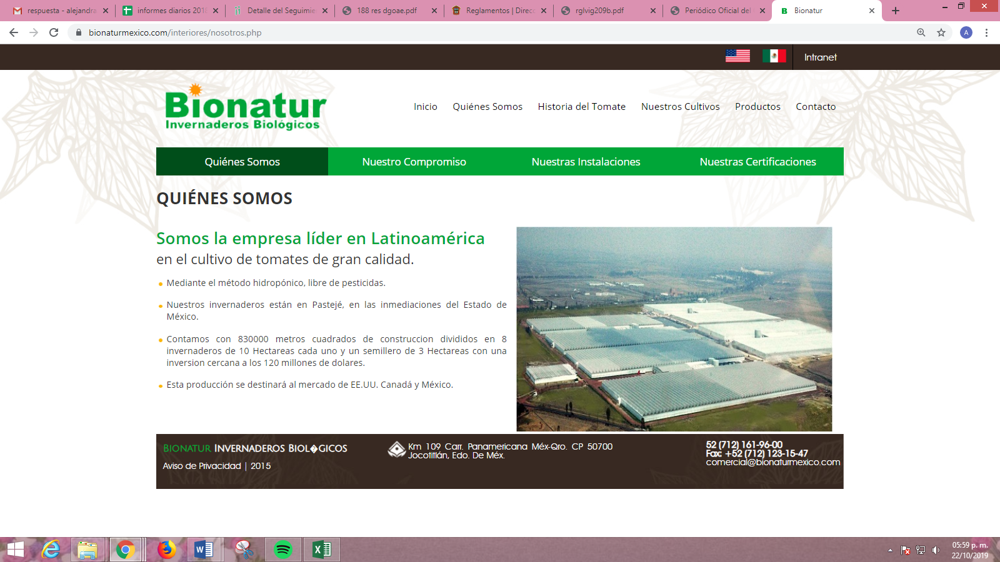 respuesta - alejandra
informes diarios 2018
Detalle del Seguimie
188 res dgoae.pdf
Reglamentos | Direcc
rglvig209b.pdf
Periódico Oficial del
Bionatur
bionaturmexico.com/interiores/nosotros.php
A
Intranet
Bionatur
Invernaderos Biológicos
Inicio Quiénes Somos Historia del Tomate Nuestros Cultivos Productos Contacto
Quiénes Somos Nuestro Compromiso Nuestras Instalaciones Nuestras Certificaciones
QUIÉNES SOMOS
Somos la empresa líder en Latinoamérica
en el cultivo de tomates de gran calidad.
Mediante el método hidropónico, libre de pesticidas.
Nuestros invernaderos están en Pastejé, en las inmediaciones del Estado de
México.
Contamos con 830000 metros cuadrados de construccion divididos en 8
invernaderos de 10 Hectareas cada uno y un semillero de 3 Hectareas con una
inversion cercana a los 120 millones de dolares.
Esta producción se destinará al mercado de EE.UU. Canadá y México.
BIONATUR INVERNADEROS BIOL�GICOS
Aviso de Privacidad | 2015
Km 109 Carr. Panamericana Méx-Qro. CP 50700
Jocotitlán, Edo. De Méx.
52 (712) 161-96-00
Fax: +52 (712) 123-15-47
comercial@bionaturmexico.com
05:59 p. m.
22/10/2019